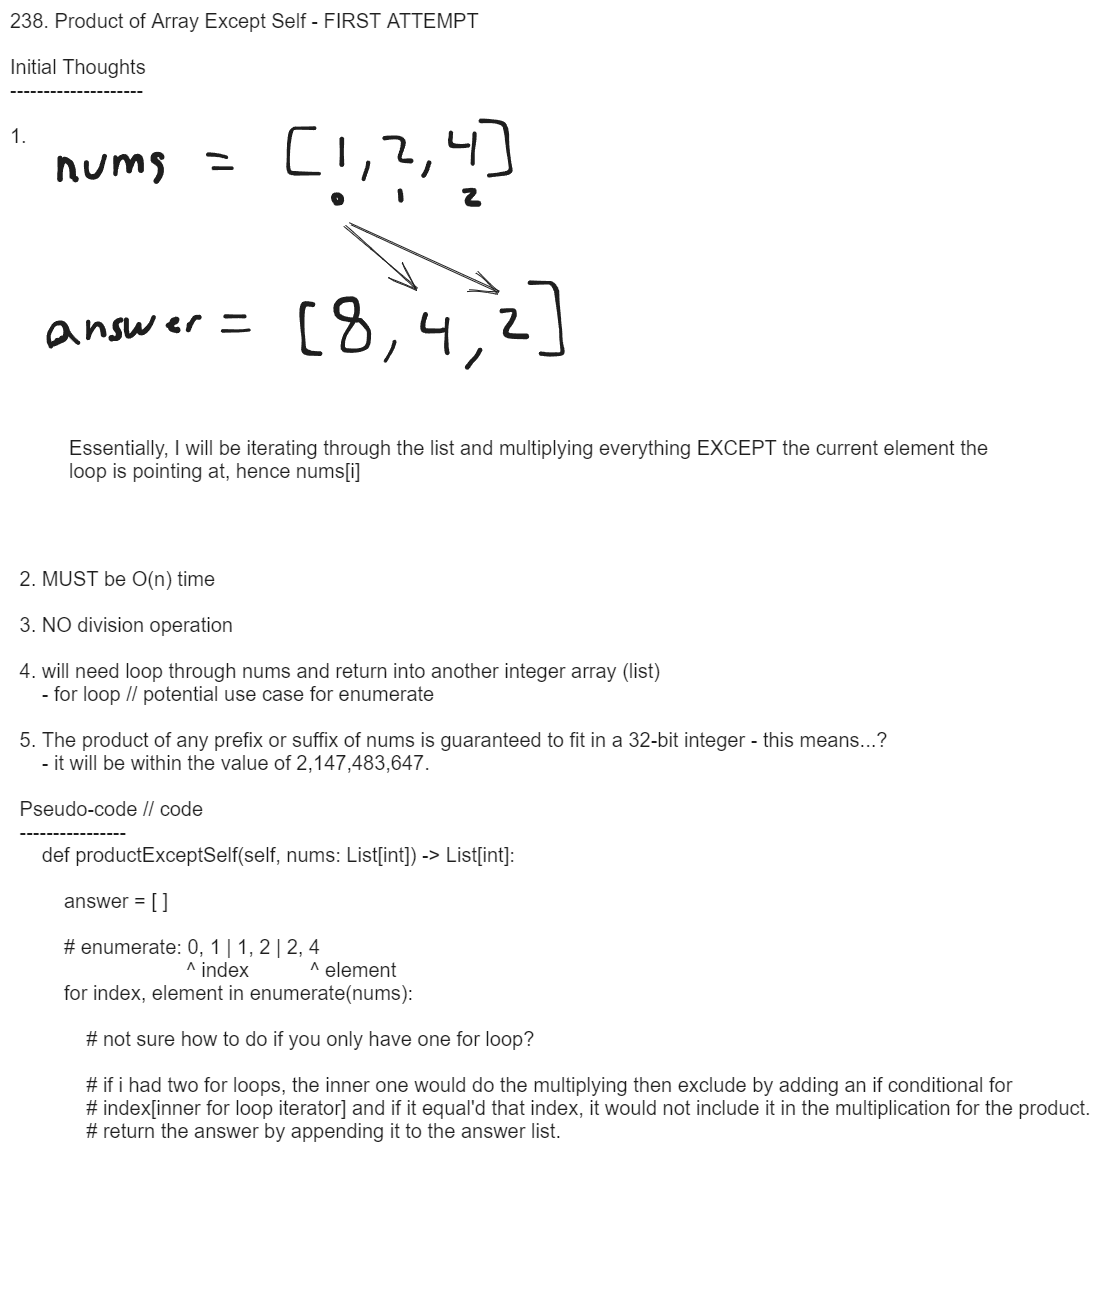 238. Product of Array Except Self - FIRST ATTEMPT
Initial Thoughts
--------------------
1.
nums = [1,2,4]
0 1 2
answer = [8,4,2]
Essentially, I will be iterating through the list and multiplying everything EXCEPT the current element the
loop is pointing at, hence nums[i]
2. MUST be O(n) time
3. NO division operation
4. will need loop through nums and return into another integer array (list)
- for loop // potential use case for enumerate
5. The product of any prefix or suffix of nums is guaranteed to fit in a 32-bit integer - this means...?
- it will be within the value of 2,147,483,647.
Pseudo-code // code
----------------
def productExceptSelf(self, nums: List[int]) -> List[int]:
answer = [ ]
# enumerate: 0, 1 | 1, 2 | 2, 4
^ index ^ element
for index, element in enumerate(nums):
# not sure how to do if you only have one for loop?
# if i had two for loops, the inner one would do the multiplying then exclude by adding an if conditional for
# index[inner for loop iterator] and if it equal'd that index, it would not include it in the multiplication for the product.
# return the answer by appending it to the answer list.